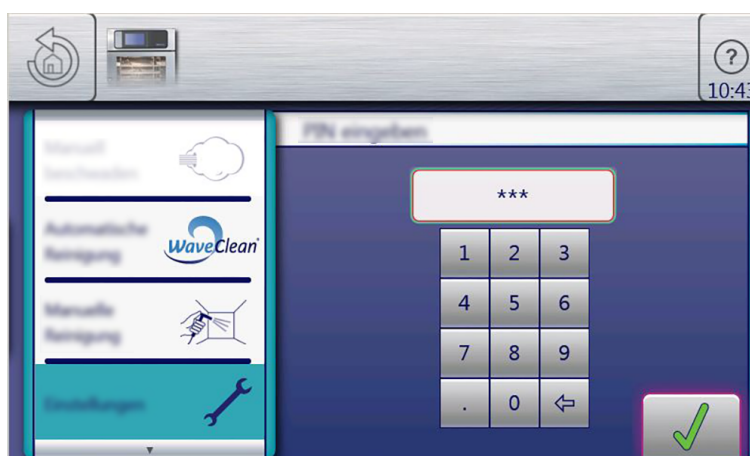 ?
10:43
PIN eingeben
***
Automatische
Reinigung
WaveClean
Manuelle
Reinigung
Einstellungen
1 2 3
4 5 6
7 8 9
. 0